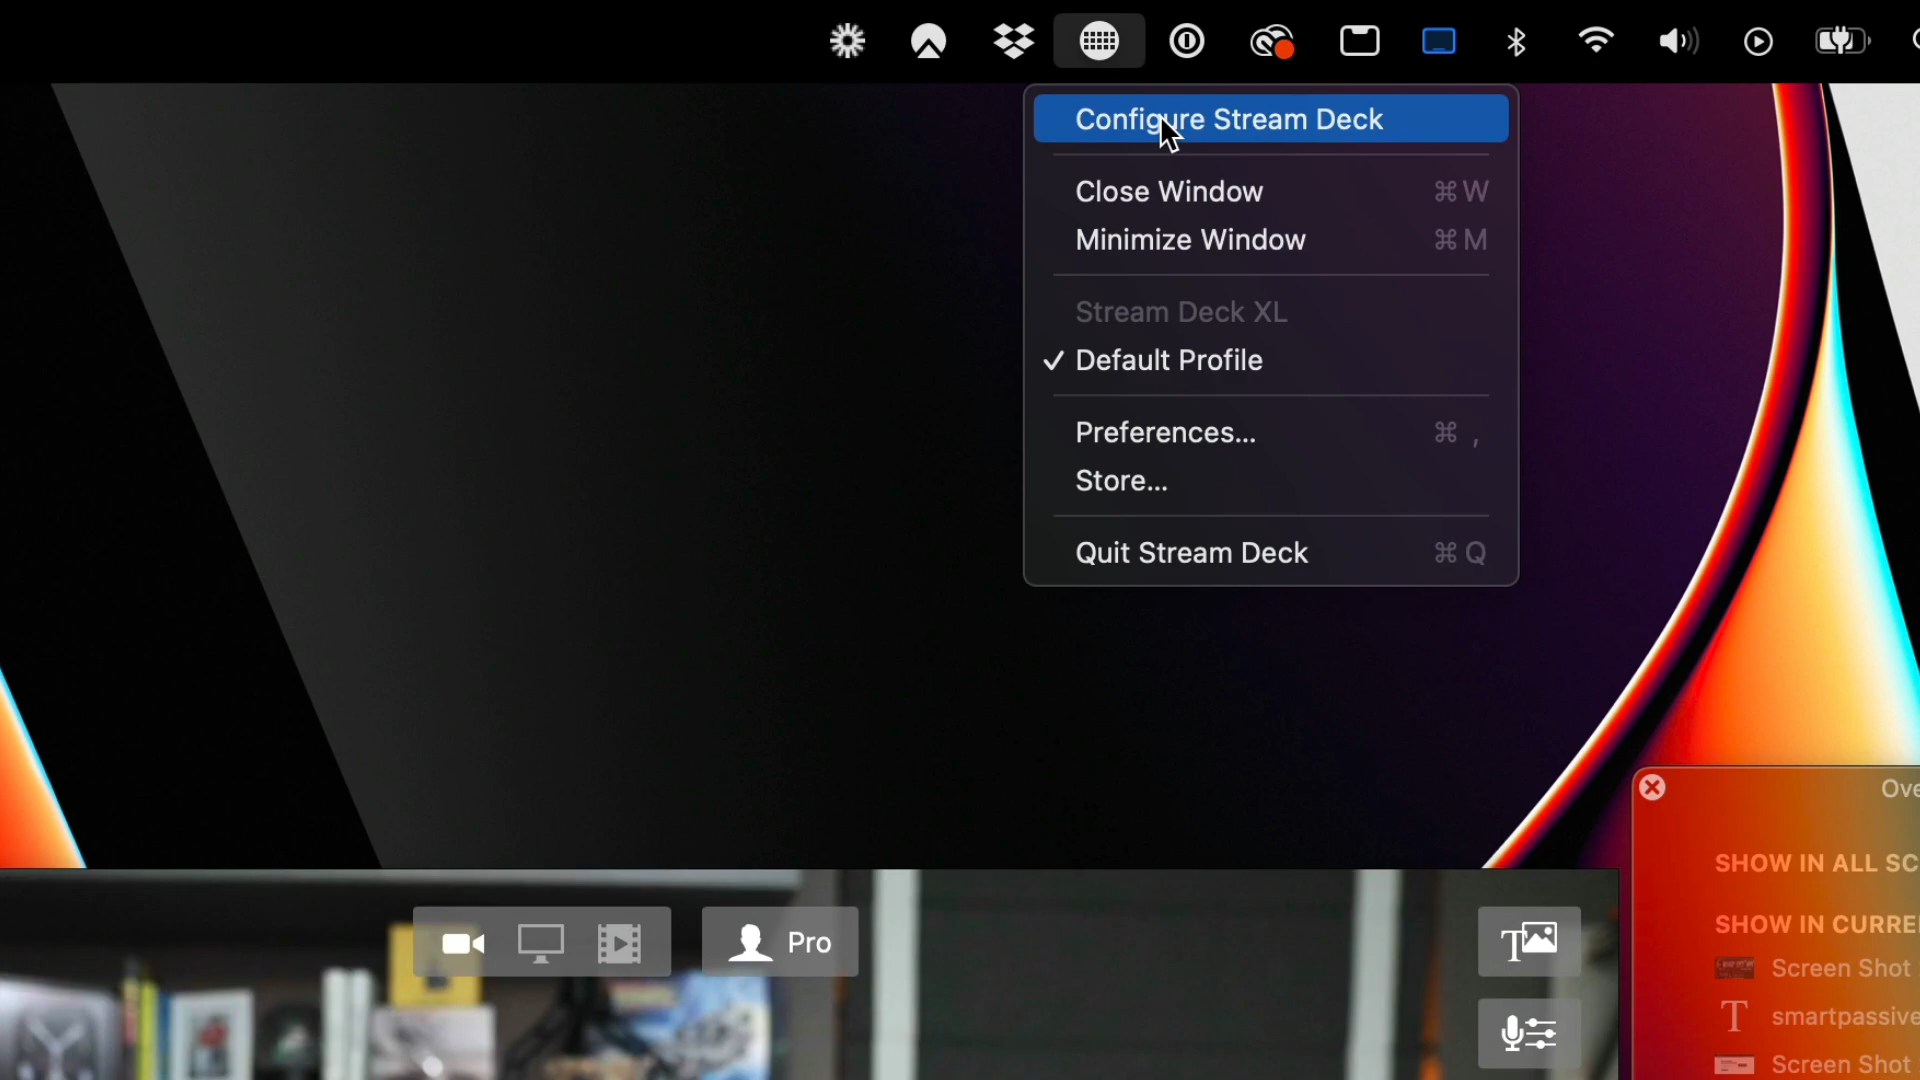 Configure Stream Deck
Close Window ⌘W
Minimize Window ⌘M
Stream Deck XL
✓ Default Profile
Preferences... ⌘ ,
Store...
Quit Stream Deck ⌘Q
Ove
SHOW IN ALL SC
Pro
SHOW IN CURRE
Screen Shot
T smartpassive
Screen Shot